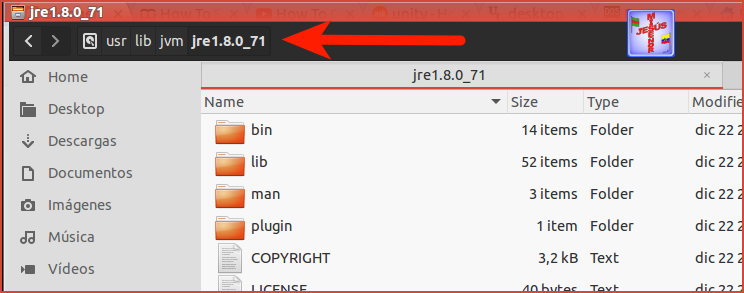 jre1.8.0_71
usr lib jvm jre1.8.0_71
JESÚS
Home
Desktop
Descargas
Documentos
Imágenes
Música
Vídeos
jre1.8.0_71 ×
Name Size Type Modifie
bin 14 items Folder dic 22 2
lib 52 items Folder dic 22 2
man 3 items Folder dic 22 2
plugin 1 item Folder dic 22 2
COPYRIGHT 3,2 kB Text dic 22 2
LICENSE 40 bytes Text dic 22 2